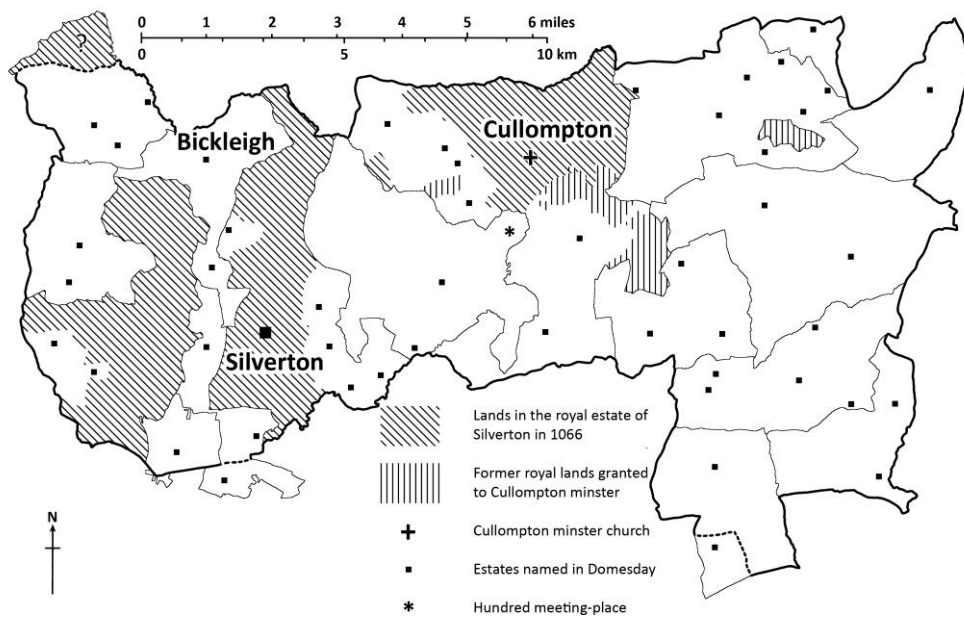 0 1 2 3 4 5 6 miles
0 5 10 km
?
Cullompton
Bickleigh
Silverton
Lands in the royal estate of
Silverton in 1066
Former royal lands granted
to Cullompton minster
Cullompton minster church
N
Estates named in Domesday
Hundred meeting-place